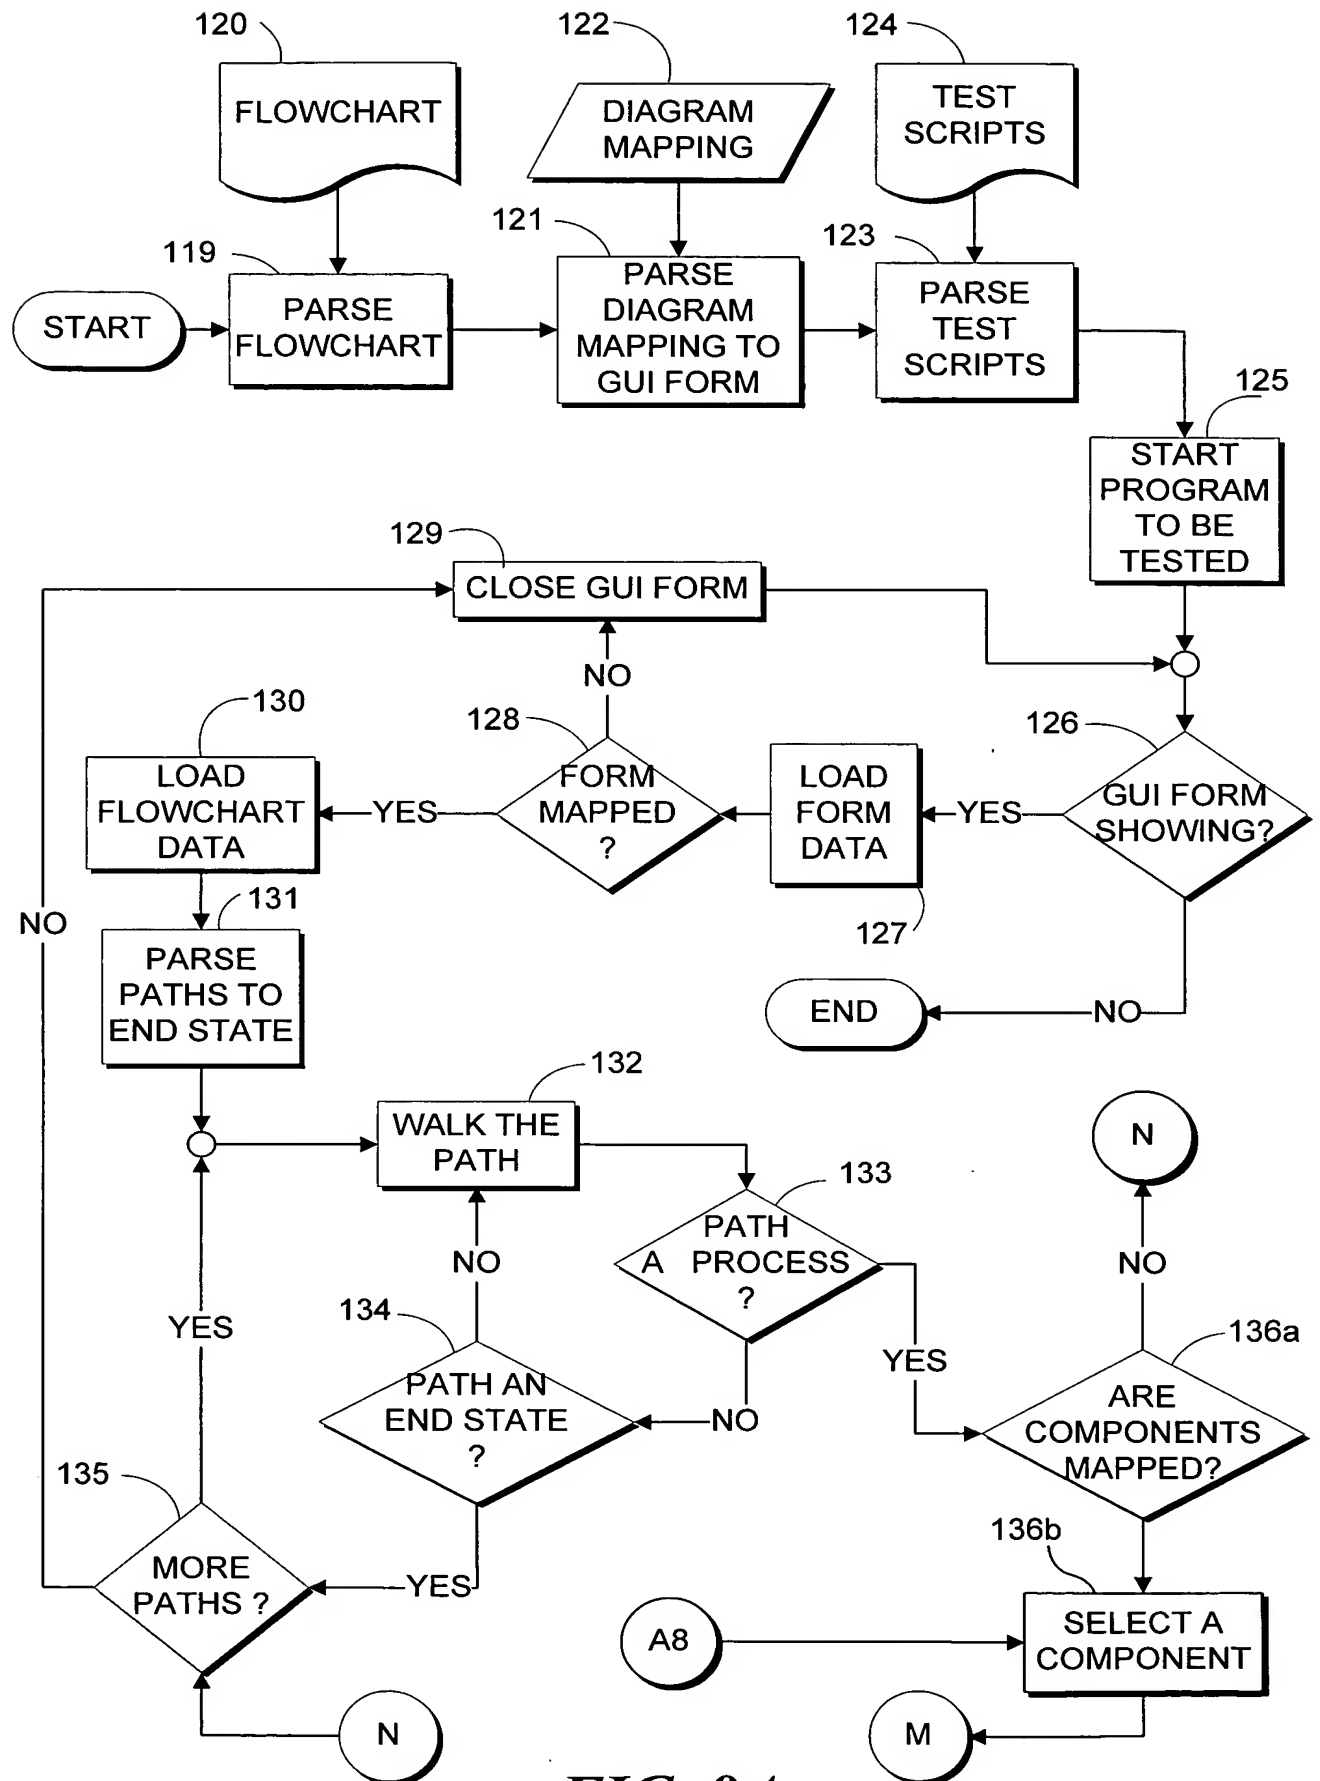 120
122
124
FLOWCHART
DIAGRAM
MAPPING
TEST
SCRIPTS
119
121
123
START
PARSE
FLOWCHART
PARSE
DIAGRAM
MAPPING TO
GUI FORM
PARSE
TEST
SCRIPTS
125
START
PROGRAM
TO BE
TESTED
129
CLOSE GUI FORM
NO
130
128
126
LOAD
FLOWCHART
DATA
YES
FORM
MAPPED
?
LOAD
FORM
DATA
YES
GUI FORM
SHOWING?
131
NO
127
PARSE
PATHS TO
END STATE
END
NO
132
WALK THE
PATH
N
133
PATH
A PROCESS
?
NO
NO
134
YES
136a
YES
PATH AN
END STATE
?
NO
ARE
COMPONENTS
MAPPED?
135
136b
MORE
PATHS ?
YES
A8
SELECT A
COMPONENT
N
M